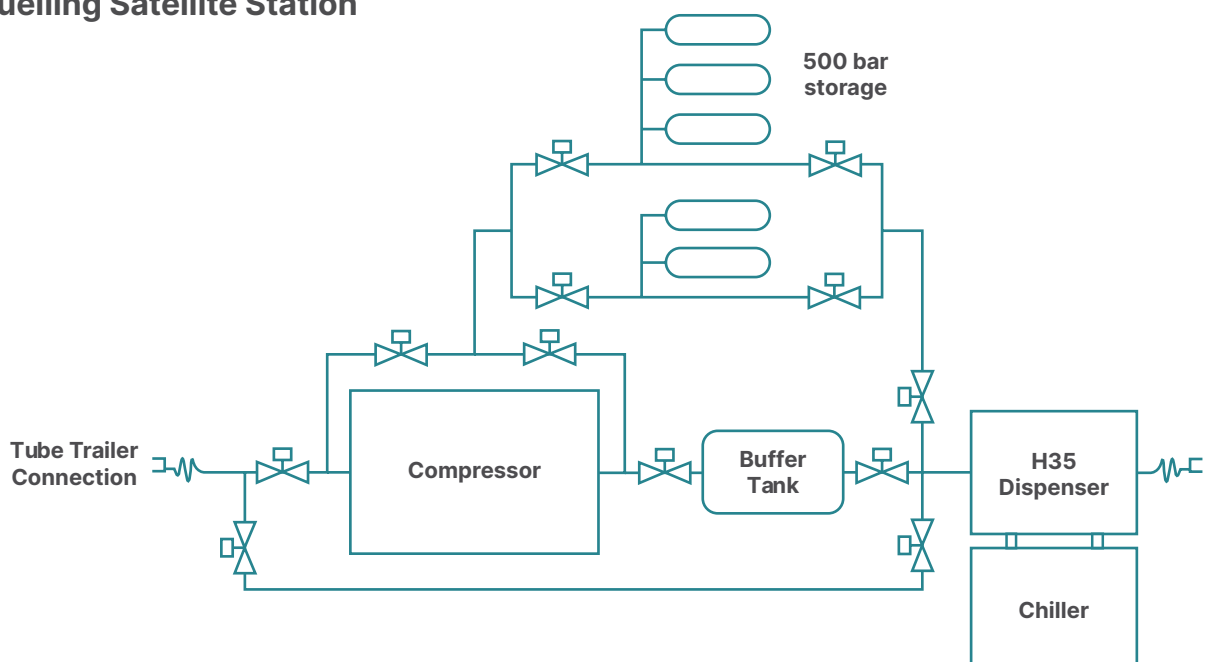 uelling Satellite Station
500 bar
storage
Tube Trailer
Connection
Compressor
Buffer
Tank
H35
Dispenser
Chiller